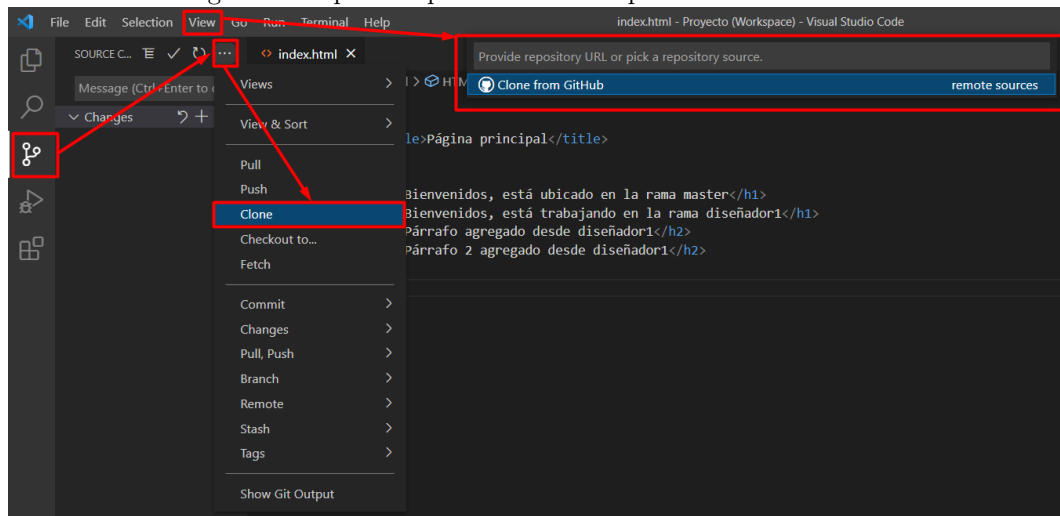 File Edit Selection View Go Run Terminal Help index.html - Proyecto (Workspace) - Visual Studio Code
SOURCE C... index.html
Provide repository URL or pick a repository source.
Message (Ctrl+Enter to
Clone from GitHub remote sources
Changes
Views
View & Sort
le>Página principal</title>
Pull
Push
Bienvenidos, está ubicado en la rama master</h1>
Clone
Bienvenidos, está trabajando en la rama diseñador1</h1>
Párrafo agregado desde diseñador1</h2>
Checkout to...
Párrafo 2 agregado desde diseñador1</h2>
Fetch
Commit
Changes
Pull, Push
Branch
Remote
Stash
Tags
Show Git Output